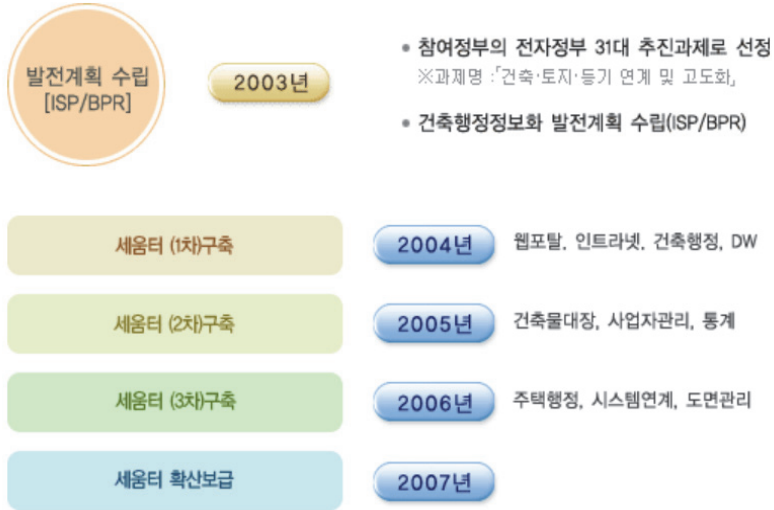 발전계획 수립
[ISP/BPR]
2003년
• 참여정부의 전자정부 31대 추진과제로 선정
※과제명 :「건축·토지·등기 연계 및 고도화」
• 건축행정정보화 발전계획 수립(ISP/BPR)
세움터 (1차)구축
2004년
웹포탈, 인트라넷, 건축행정, DW
세움터 (2차)구축
2005년
건축물대장, 사업자관리, 통계
세움터 (3차)구축
2006년
주택행정, 시스템연계, 도면관리
세움터 확산보급
2007년